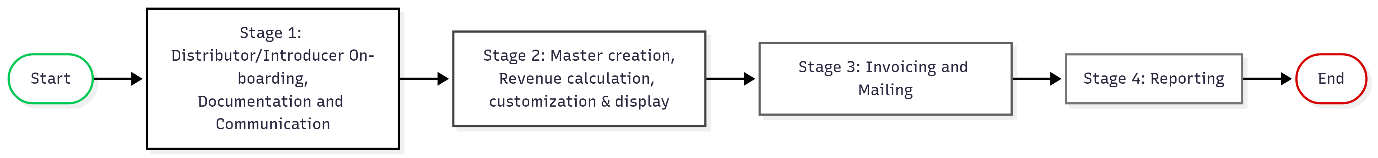 Start
Stage 1:
Distributor/Introducer On-
boarding,
Documentation and
Communication
Stage 2: Master creation,
Revenue calculation,
customization & display
Stage 3: Invoicing and
Mailing
Stage 4: Reporting
End